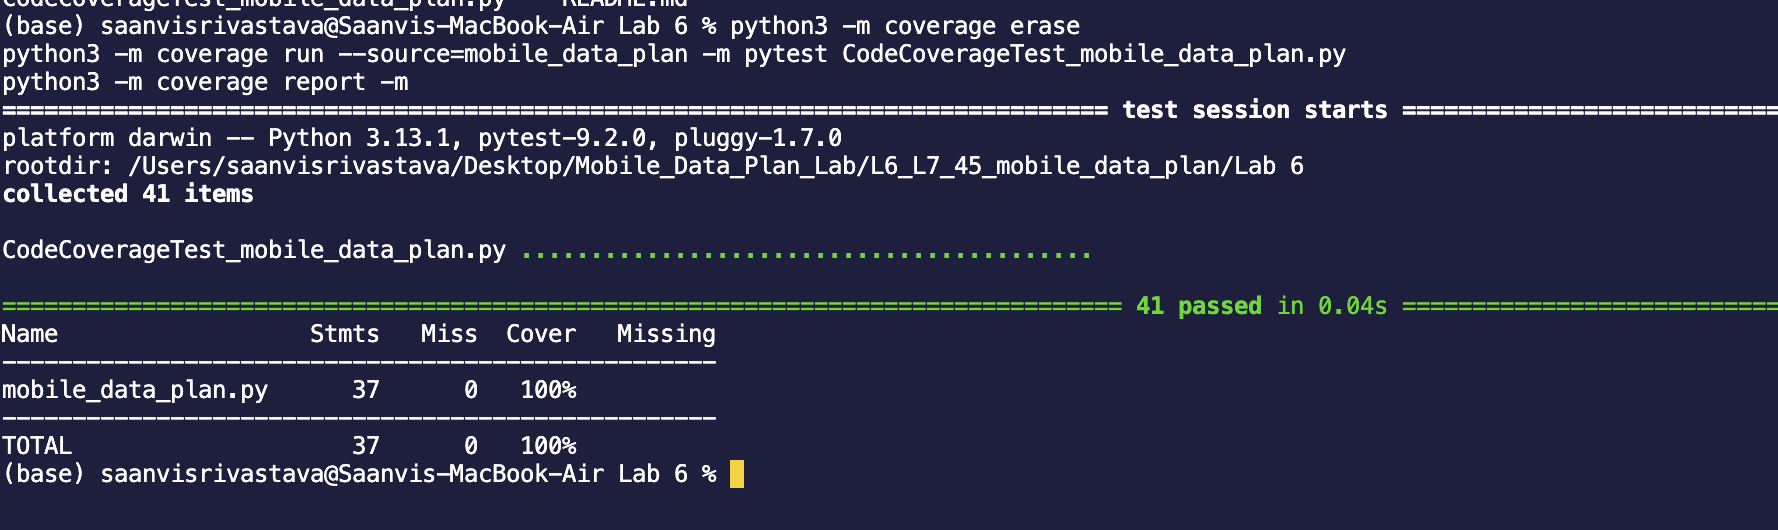 CodeCoverageTest_mobile_data_plan.py    README.md
(base) saanvisrivastava@Saanvis-MacBook-Air Lab 6 % python3 -m coverage erase
python3 -m coverage run --source=mobile_data_plan -m pytest CodeCoverageTest_mobile_data_plan.py
python3 -m coverage report -m
=============================================================================== test session starts ===========================
platform darwin -- Python 3.13.1, pytest-9.2.0, pluggy-1.7.0
rootdir: /Users/saanvisrivastava/Desktop/Mobile_Data_Plan_Lab/L6_L7_45_mobile_data_plan/Lab 6
collected 41 items
CodeCoverageTest_mobile_data_plan.py .........................................
================================================================================ 41 passed in 0.04s ===========================
Name                  Stmts   Miss  Cover   Missing
---------------------------------------------------
mobile_data_plan.py      37      0   100%
---------------------------------------------------
TOTAL                    37      0   100%
(base) saanvisrivastava@Saanvis-MacBook-Air Lab 6 %